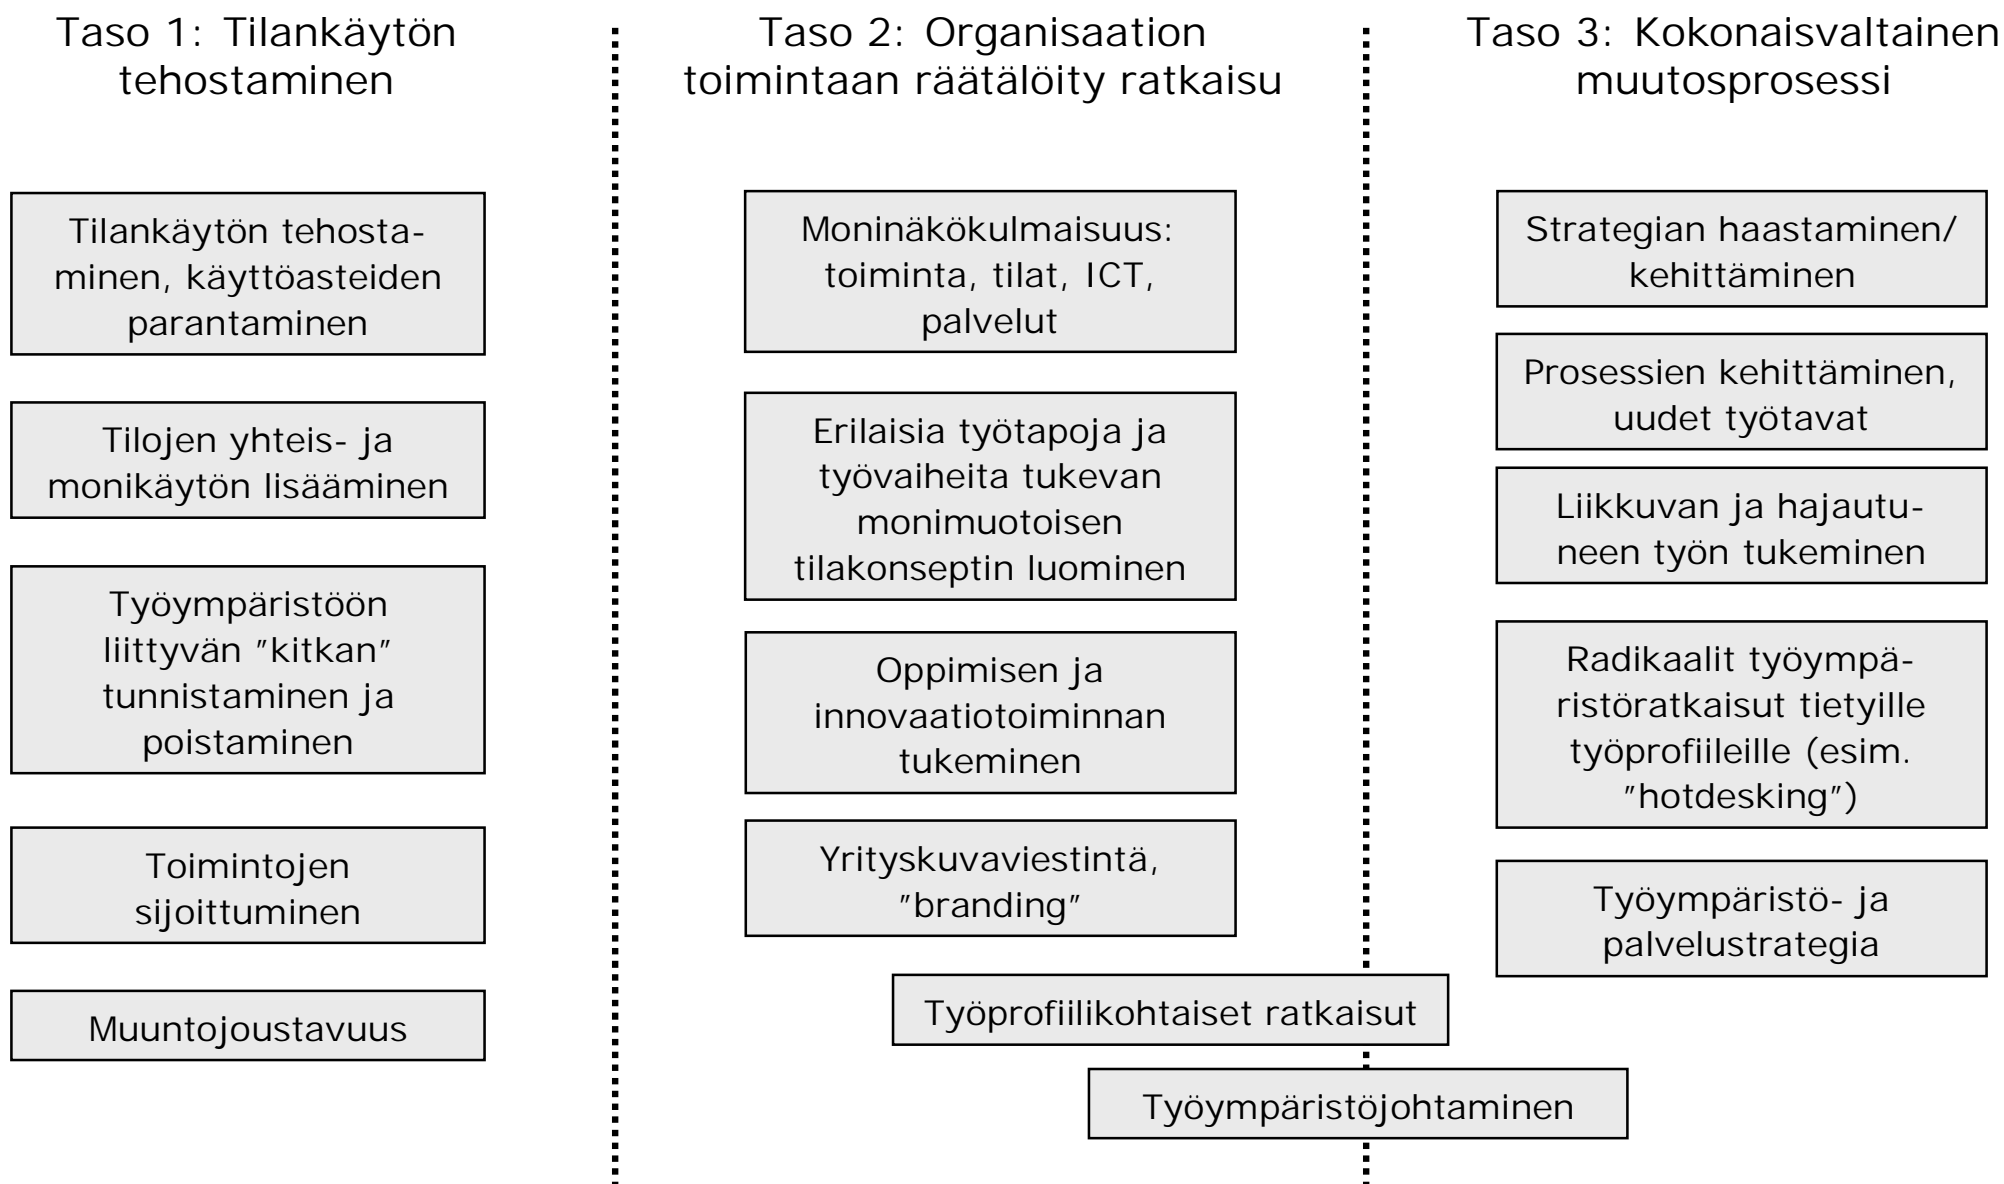 Taso 1: Tilankäytön
tehostaminen
Tilankäytön tehosta-
minen, käyttöasteiden
parantaminen
Tilojen yhteis- ja
monikäytön lisääminen
Työympäristöön
liittyvän ”kitkan”
tunnistaminen ja
poistaminen
Toimintojen
sijoittuminen
Muuntojoustavuus
Taso 2: Organisaation
toimintaan räätälöity ratkaisu
Moninäkökulmaisuus:
toiminta, tilat, ICT,
palvelut
Erilaisia työtapoja ja
työvaiheita tukevan
monimuotoisen
tilakonseptin luominen
Oppimisen ja
innovaatiotoiminnan
tukeminen
Yrityskuvaviestintä,
”branding”
Työprofiilikohtaiset ratkaisut
Työympäristöjohtaminen
Taso 3: Kokonaisvaltainen
muutosprosessi
Strategian haastaminen/
kehittäminen
Prosessien kehittäminen,
uudet työtavat
Liikkuvan ja hajautu-
neen työn tukeminen
Radikaalit työympä-
ristöratkaisut tietyille
työprofiileille (esim.
”hotdesking”)
Työympäristö- ja
palvelustrategia